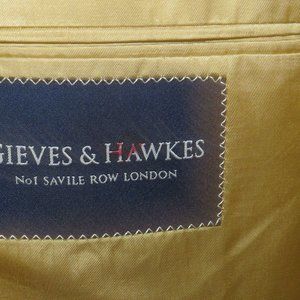 GIEVES & HAWKES
No1 SAVILE ROW LONDON